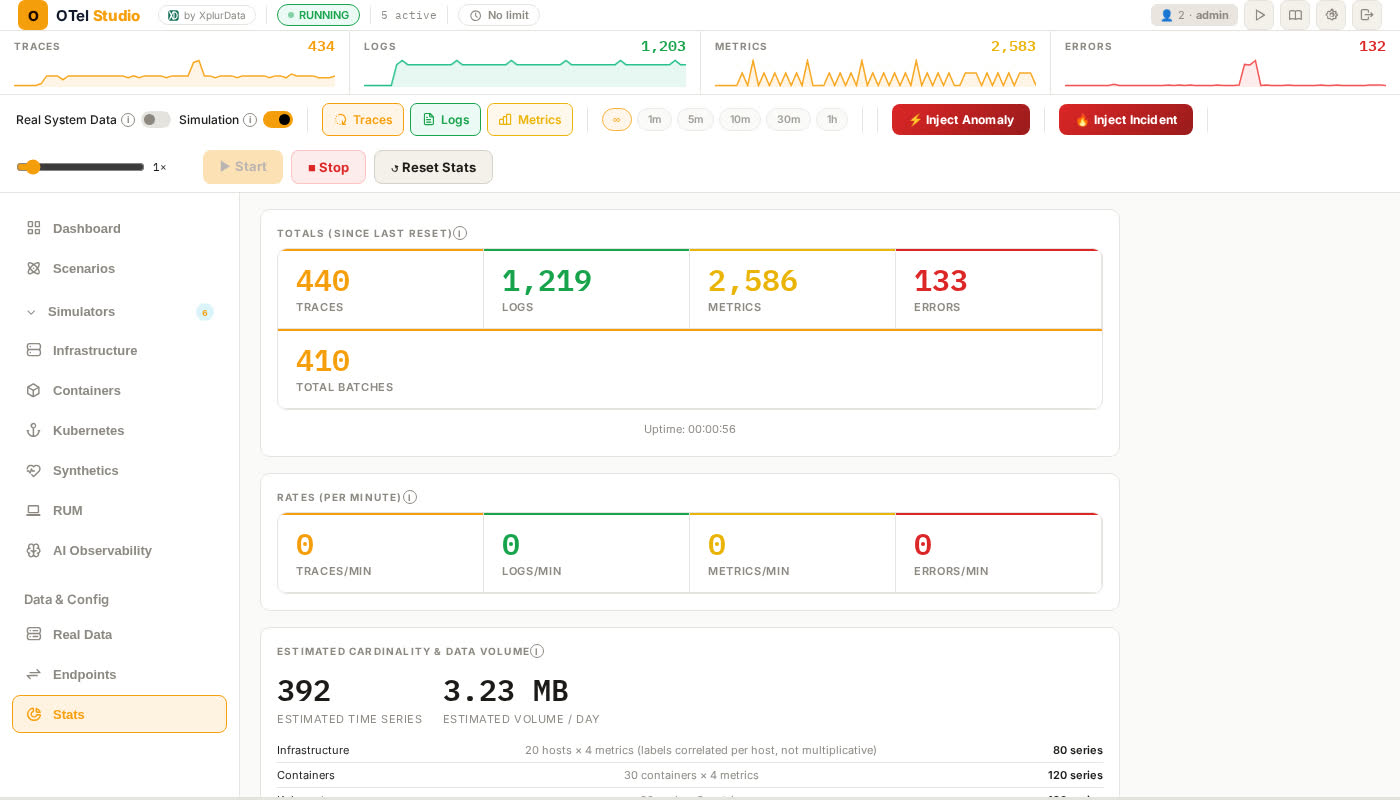 O OTel Studio XD by XplurData RUNNING 5 active No limit 2 · admin
TRACES 434 LOGS 1,203 METRICS 2,583 ERRORS 132
Real System Data i Simulation i Traces Logs Metrics ∞ 1m 5m 10m 30m 1h ⚡ Inject Anomaly 🔥 Inject Incident
1× ▶ Start ■ Stop ↺ Reset Stats
Dashboard
Scenarios
Simulators 6
Infrastructure
Containers
Kubernetes
Synthetics
RUM
AI Observability
Data & Config
Real Data
Endpoints
Stats
TOTALS (SINCE LAST RESET) i
440 1,219 2,586 133
TRACES LOGS METRICS ERRORS
410
TOTAL BATCHES
Uptime: 00:00:56
RATES (PER MINUTE) i
0 0 0 0
TRACES/MIN LOGS/MIN METRICS/MIN ERRORS/MIN
ESTIMATED CARDINALITY & DATA VOLUME i
392 3.23 MB
ESTIMATED TIME SERIES ESTIMATED VOLUME / DAY
Infrastructure 20 hosts × 4 metrics (labels correlated per host, not multiplicative) 80 series
Containers 30 containers × 4 metrics 120 series